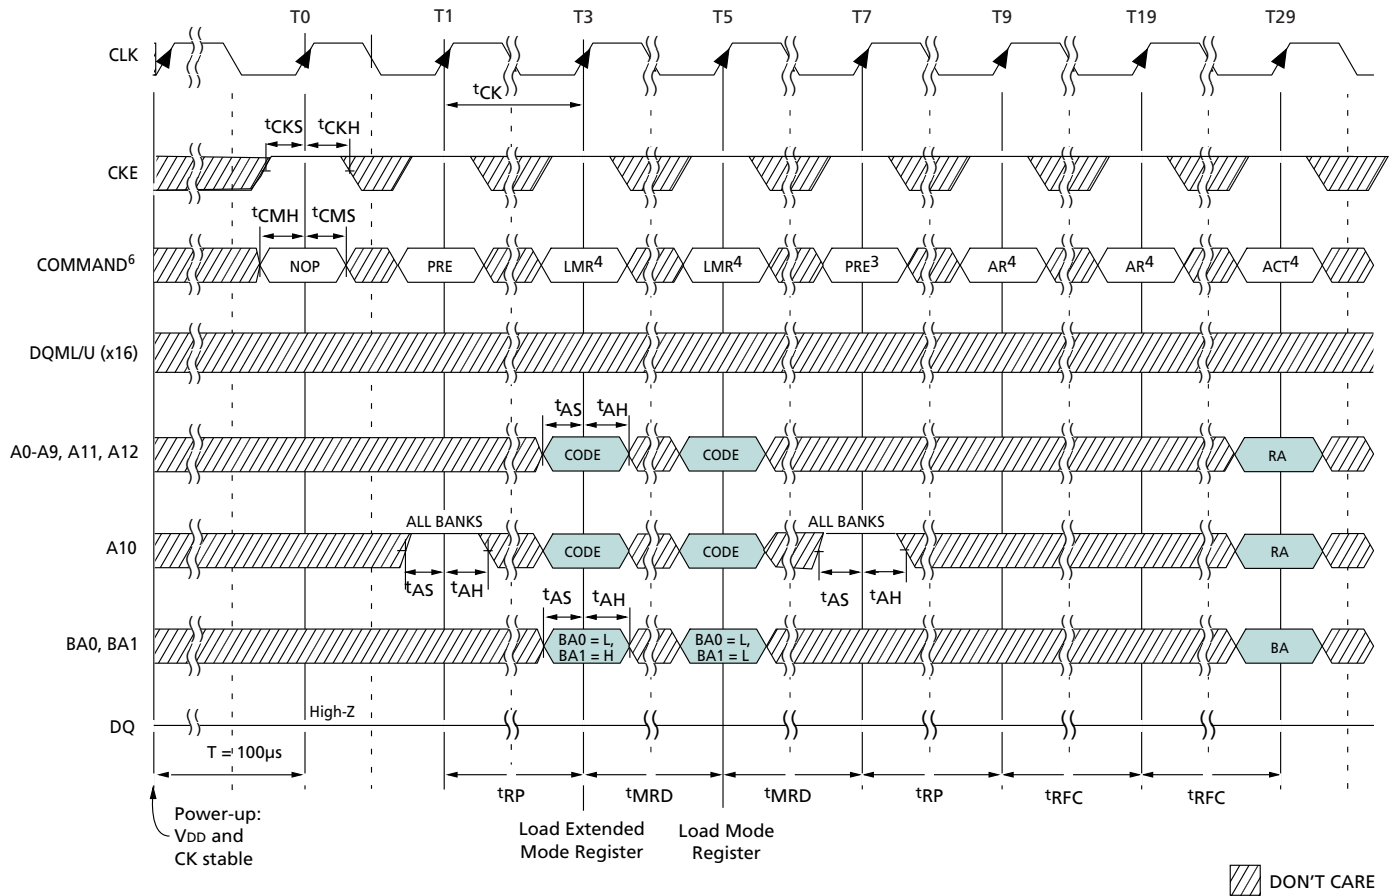 T0 T1 T3 T5 T7 T9 T19 T29
CLK
tCK
tCKS tCKH
CKE
tCMH tCMS
COMMAND6 NOP PRE LMR4 LMR4 PRE3 AR4 AR4 ACT4
DQML/U (x16)
tAS tAH
A0-A9, A11, A12 CODE CODE RA
ALL BANKS ALL BANKS
A10 CODE CODE RA
tAS tAH tAS tAH
tAS tAH
BA0, BA1 BA0 = L, BA0 = L, BA
BA1 = H BA1 = L
High-Z
DQ
T = 100µs
tRP tMRD tMRD tRP tRFC tRFC
Power-up:
VDD and
CK stable
Load Extended
Mode Register
Load Mode
Register
DON'T CARE